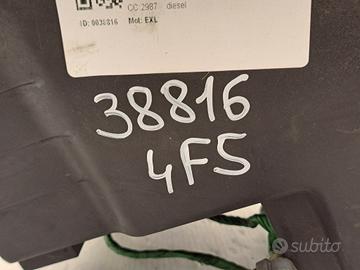 CC:2987 diesel
ID: 0038816 Mot: EXL
38816
4F5
subito